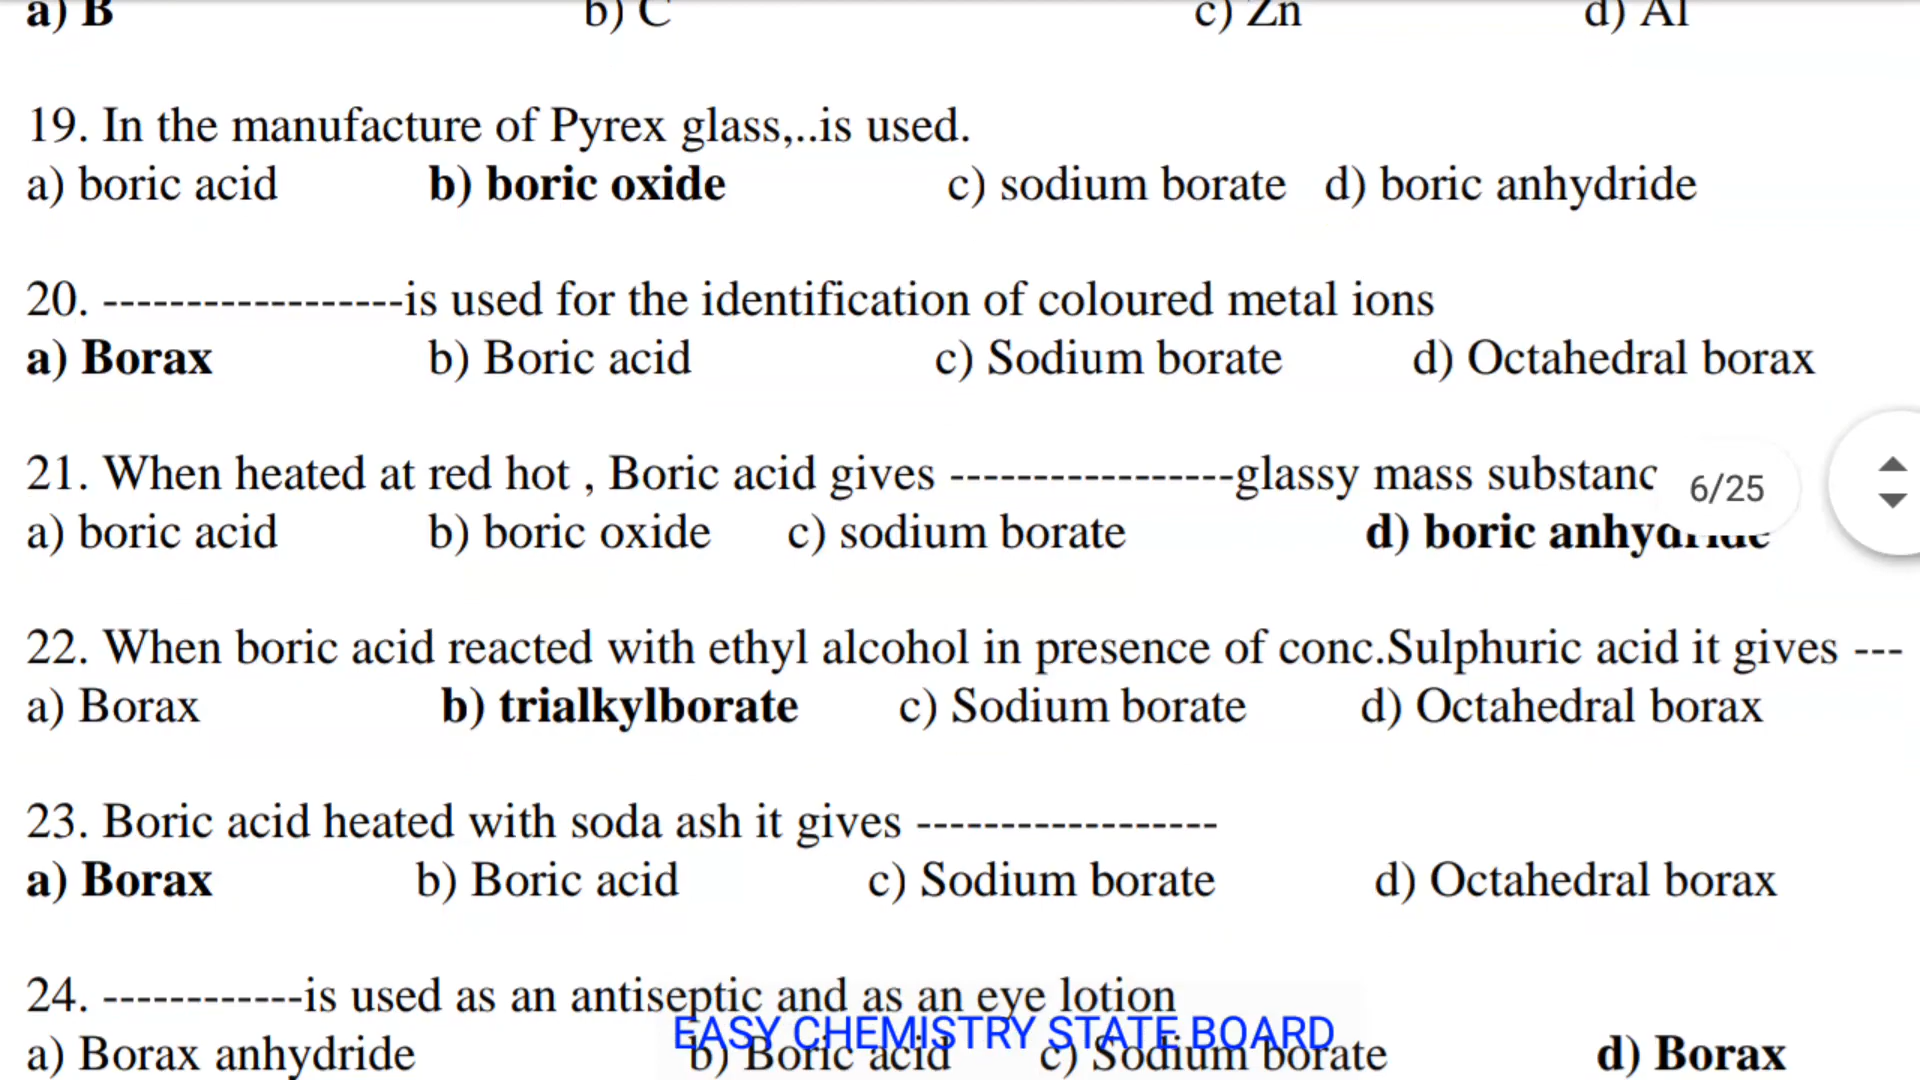 a) B b) C c) Zn d) Al
19. In the manufacture of Pyrex glass,..is used.
a) boric acid b) boric oxide c) sodium borate d) boric anhydride
20. ------------------is used for the identification of coloured metal ions
a) Borax b) Boric acid c) Sodium borate d) Octahedral borax
21. When heated at red hot , Boric acid gives -----------------glassy mass substanc
6/25
a) boric acid b) boric oxide c) sodium borate d) boric anhydride
22. When boric acid reacted with ethyl alcohol in presence of conc.Sulphuric acid it gives ---
a) Borax b) trialkylborate c) Sodium borate d) Octahedral borax
23. Boric acid heated with soda ash it gives ------------------
a) Borax b) Boric acid c) Sodium borate d) Octahedral borax
24. ------------is used as an antiseptic and as an eye lotion
EASY CHEMISTRY STATE BOARD
a) Borax anhydride b) Boric acid c) Sodium borate d) Borax